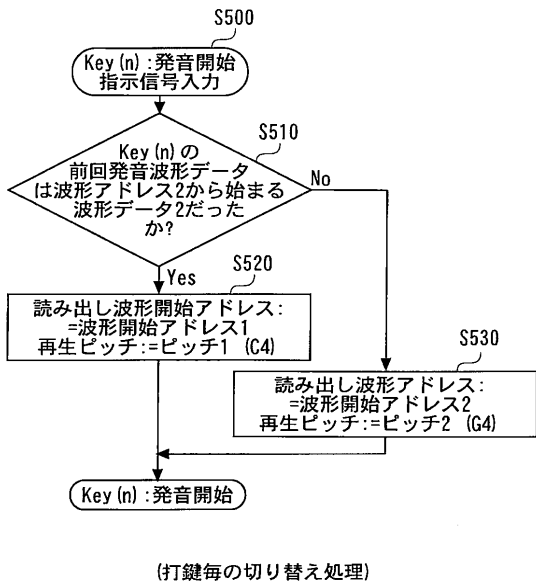 S500
Key(n):発音開始
指示信号入力
S510
Key(n)の
前回発音波形データ
は波形アドレス2から始まる
波形データ2だった
か?
No
Yes
S520
読み出し波形開始アドレス:
=波形開始アドレス1
再生ピッチ:=ピッチ1 (C4)
S530
読み出し波形アドレス:
=波形開始アドレス2
再生ピッチ:=ピッチ2 (G4)
Key(n):発音開始
(打鍵毎の切り替え処理)